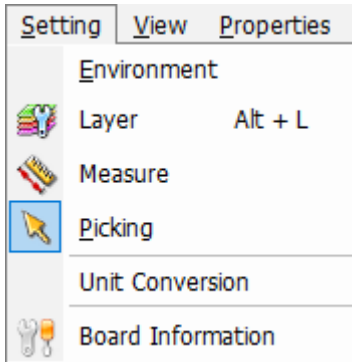 Setting View Properties
Environment
Layer Alt + L
Measure
Picking
Unit Conversion
Board Information